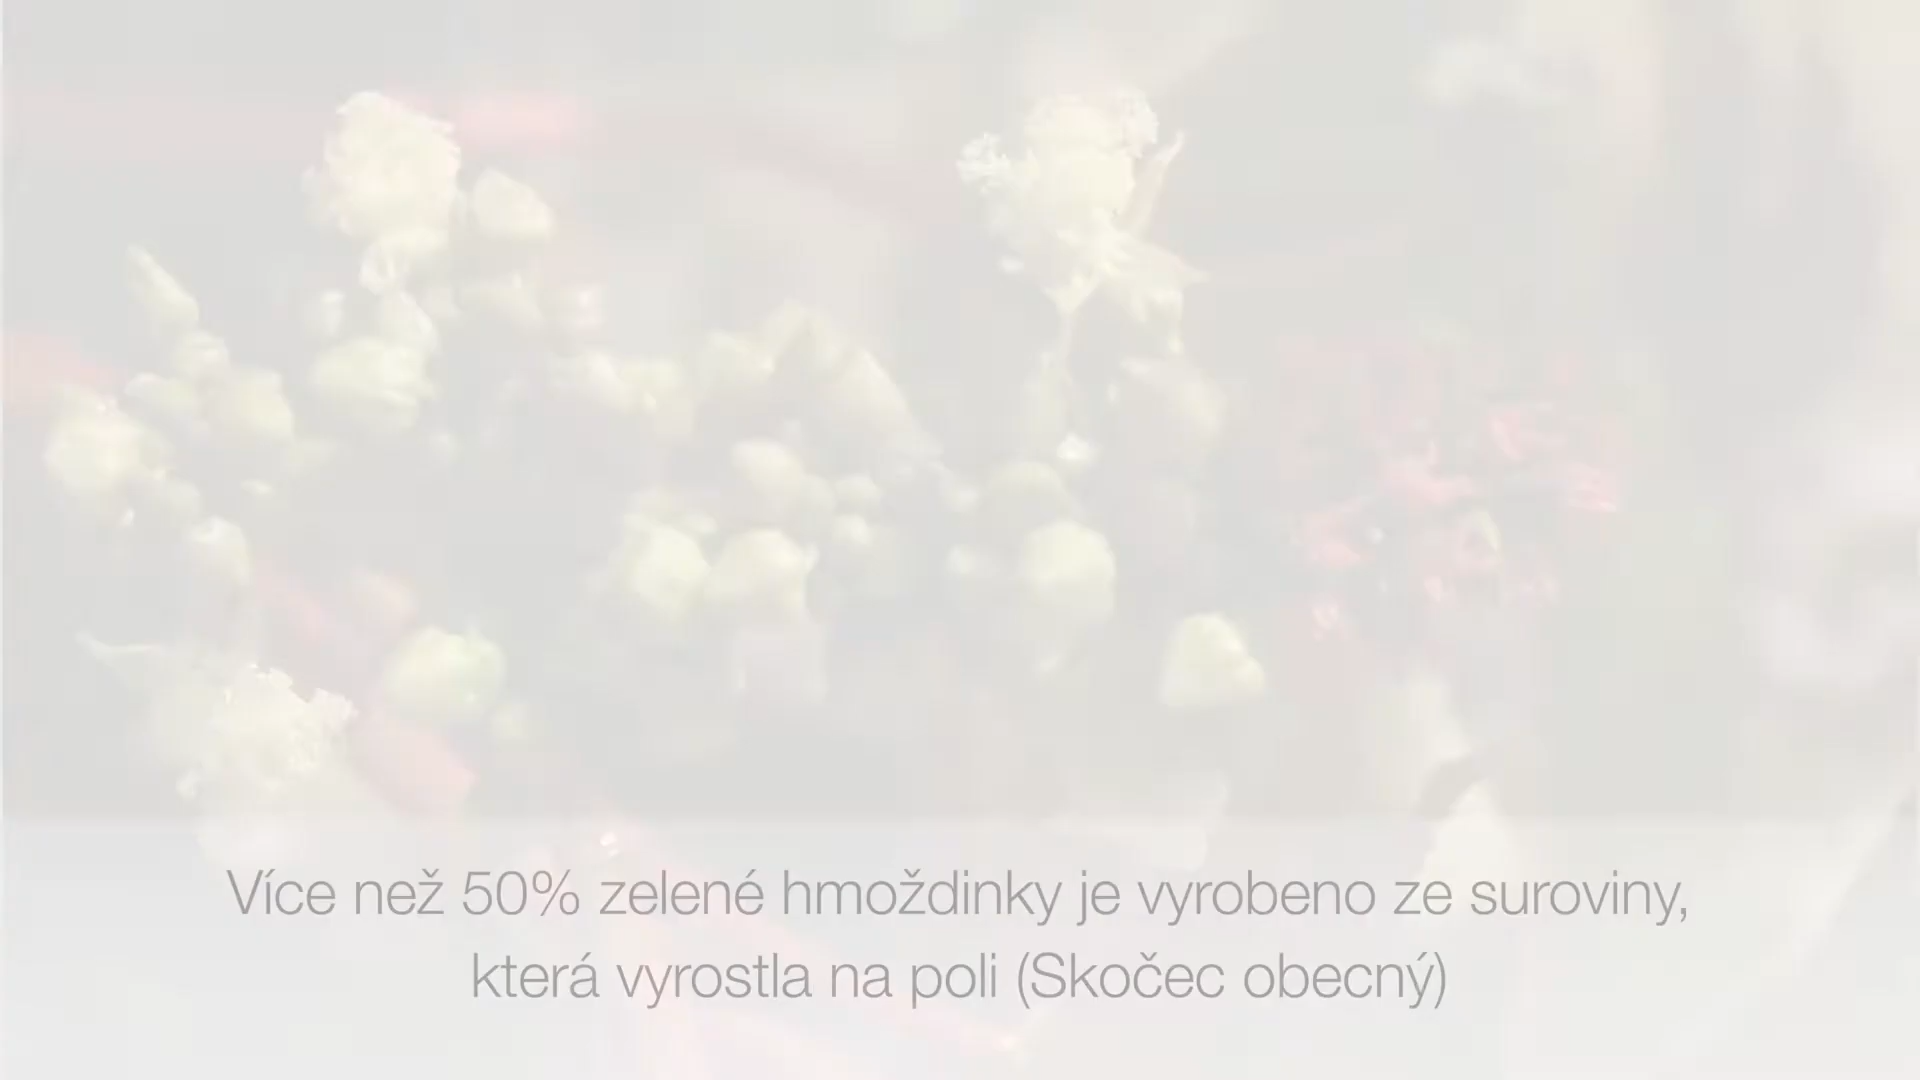 Více než 50% zelené hmoždinky je vyrobeno ze suroviny,
která vyrostla na poli (Skočec obecný)